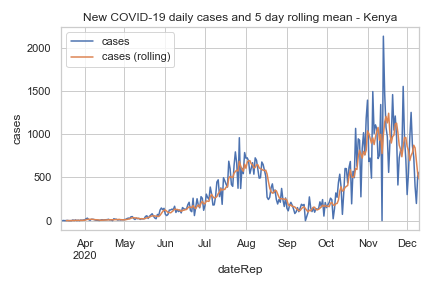 New COVID-19 daily cases and 5 day rolling mean - Kenya
cases
cases (rolling)
2000
1500
1000
500
0
cases
Apr May Jun Jul Aug Sep Oct Nov Dec
2020
dateRep